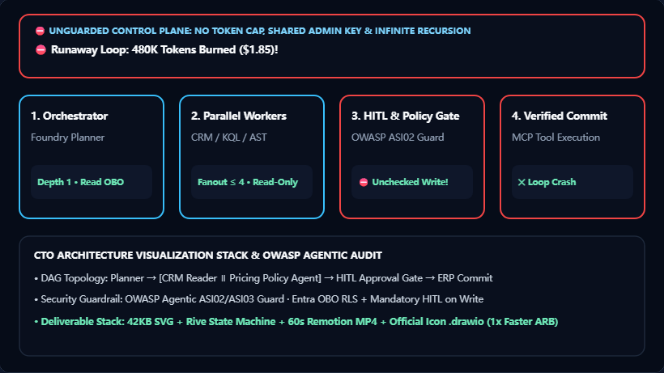 ⛔ UNGUARDED CONTROL PLANE: NO TOKEN CAP, SHARED ADMIN KEY & INFINITE RECURSION
⛔ Runaway Loop: 480K Tokens Burned ($1.85)!
1. Orchestrator
Foundry Planner
Depth 1 • Read OBO
2. Parallel Workers
CRM / KQL / AST
Fanout ≤ 4 • Read-Only
3. HITL & Policy Gate
OWASP ASI02 Guard
⛔ Unchecked Write!
4. Verified Commit
MCP Tool Execution
✕ Loop Crash
CTO ARCHITECTURE VISUALIZATION STACK & OWASP AGENTIC AUDIT
• DAG Topology: Planner → [CRM Reader ॥ Pricing Policy Agent] → HITL Approval Gate → ERP Commit
• Security Guardrail: OWASP Agentic ASI02/ASI03 Guard · Entra OBO RLS + Mandatory HITL on Write
• Deliverable Stack: 42KB SVG + Rive State Machine + 60s Remotion MP4 + Official Icon .drawio (1x Faster ARB)